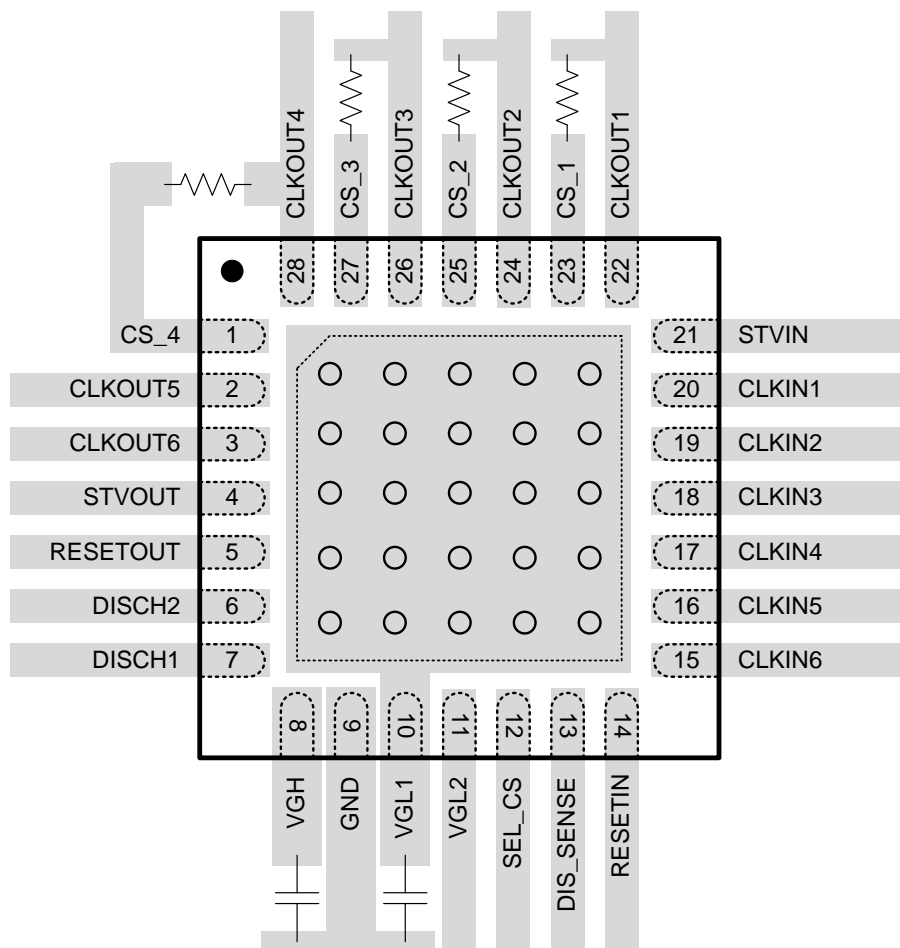 CLKOUT4
CS_3
CLKOUT3
CS_2
CLKOUT2
CS_1
CLKOUT1
28
27
26
25
24
23
22
CS_4 1
CLKOUT5 2
CLKOUT6 3
STVOUT 4
RESETOUT 5
DISCH2 6
DISCH1 7
21 STVIN
20 CLKIN1
19 CLKIN2
18 CLKIN3
17 CLKIN4
16 CLKIN5
15 CLKIN6
8
9
10
11
12
13
14
VGH
GND
VGL1
VGL2
SEL_CS
DIS_SENSE
RESETIN